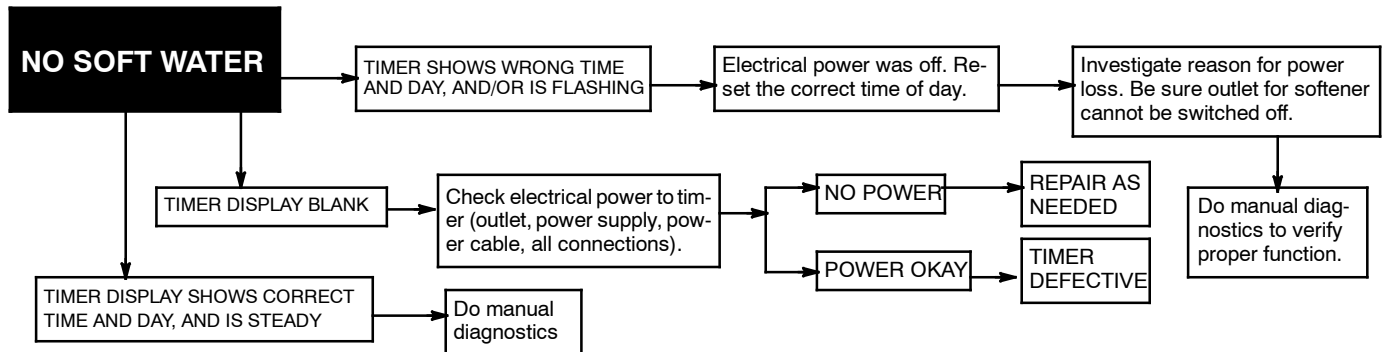 NO SOFT WATER
TIMER SHOWS WRONG TIME
AND DAY, AND/OR IS FLASHING
Electrical power was off. Re-
set the correct time of day.
Investigate reason for power
loss. Be sure outlet for softener
cannot be switched off.
Do manual diag-
nostics to verify
proper function.
TIMER DISPLAY BLANK
Check electrical power to tim-
er (outlet, power supply, pow-
er cable, all connections).
NO POWER
REPAIR AS
NEEDED
POWER OKAY
TIMER
DEFECTIVE
TIMER DISPLAY SHOWS CORRECT
TIME AND DAY, AND IS STEADY
Do manual
diagnostics